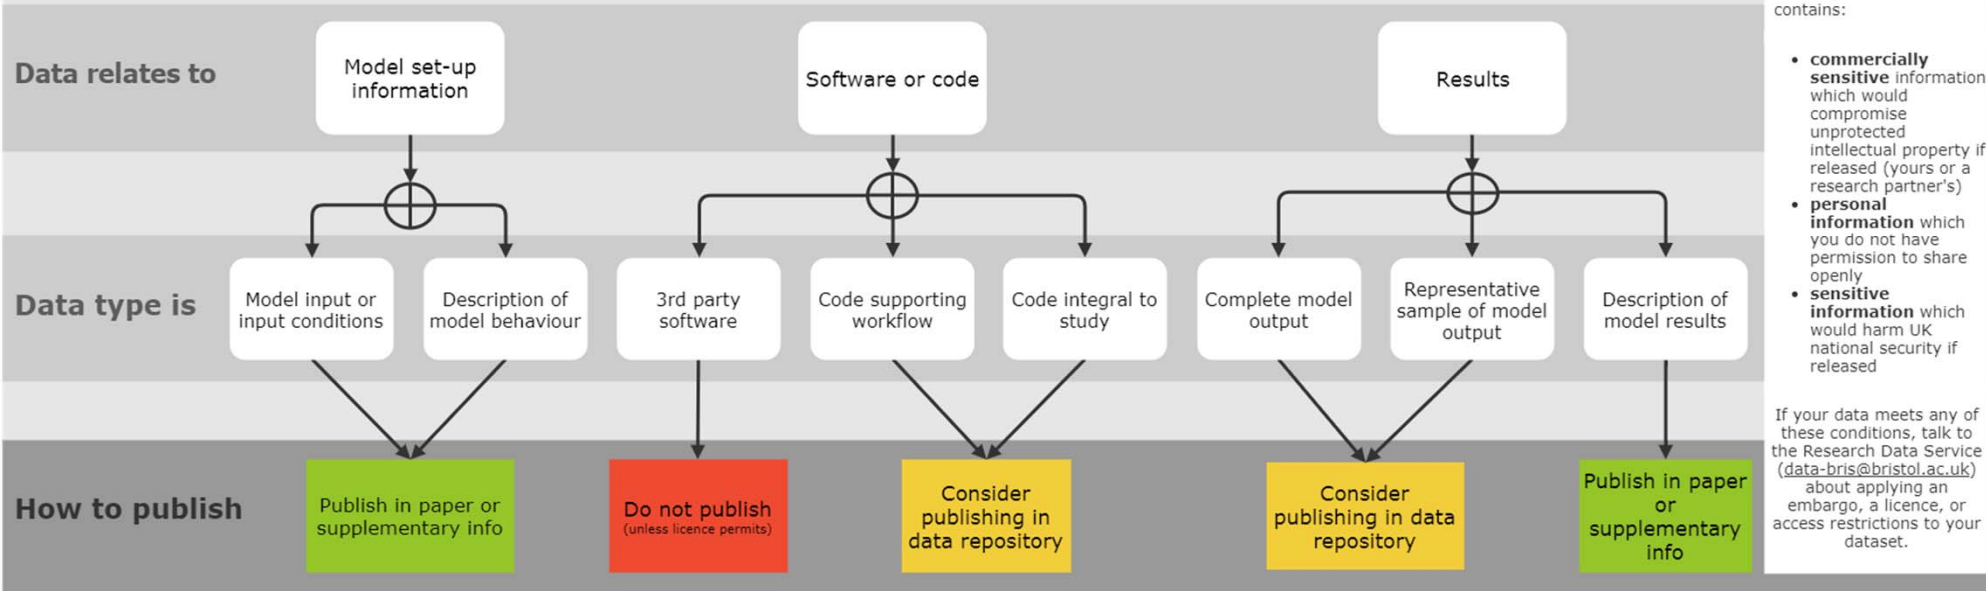 Data relates to
Model set-up
information
Software or code
Results
Data type is
Model input or
input conditions
Description of
model behaviour
3rd party
software
Code supporting
workflow
Code integral to
study
Complete model
output
Representative
sample of model
output
Description of
model results
How to publish
Publish in paper or
supplementary info
Do not publish
(unless licence permits)
Consider
publishing in
data repository
Consider
publishing in data
repository
Publish in paper
or
supplementary
info
contains:
• commercially
sensitive information
which would
compromise
unprotected
intellectual property if
released (yours or a
research partner's)
• personal
information which
you do not have
permission to share
openly
• sensitive
information which
would harm UK
national security if
released
If your data meets any of
these conditions, talk to
the Research Data Service
(data-bris@bristol.ac.uk)
about applying an
embargo, a licence, or
access restrictions to your
dataset.